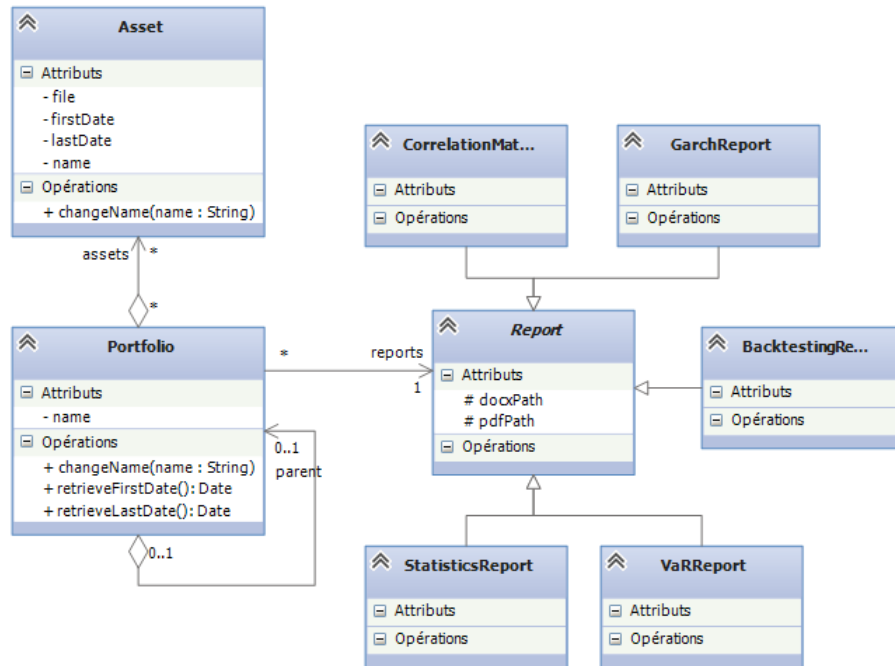 Asset
Attributs
- file
- firstDate
- lastDate
- name
Opérations
+ changeName(name : String)
assets
*
*
Portfolio
Attributs
- name
Opérations
+ changeName(name : String)
+ retrieveFirstDate(): Date
+ retrieveLastDate(): Date
0..1
parent
0..1
*
reports
1
CorrelationMat...
Attributs
Opérations
GarchReport
Attributs
Opérations
Report
Attributs
# docxPath
# pdfPath
Opérations
BacktestingRe...
Attributs
Opérations
StatisticsReport
Attributs
Opérations
VaRReport
Attributs
Opérations